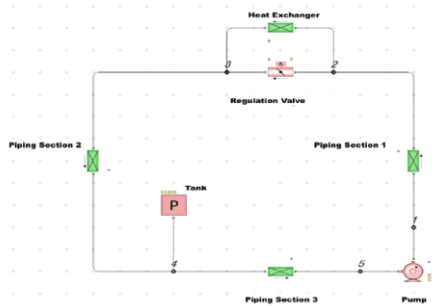 Heat Exchanger
3
2
Regulation Valve
Piping Section 2
Piping Section 1
Tank
P
1
4
5
Piping Section 3
Pump